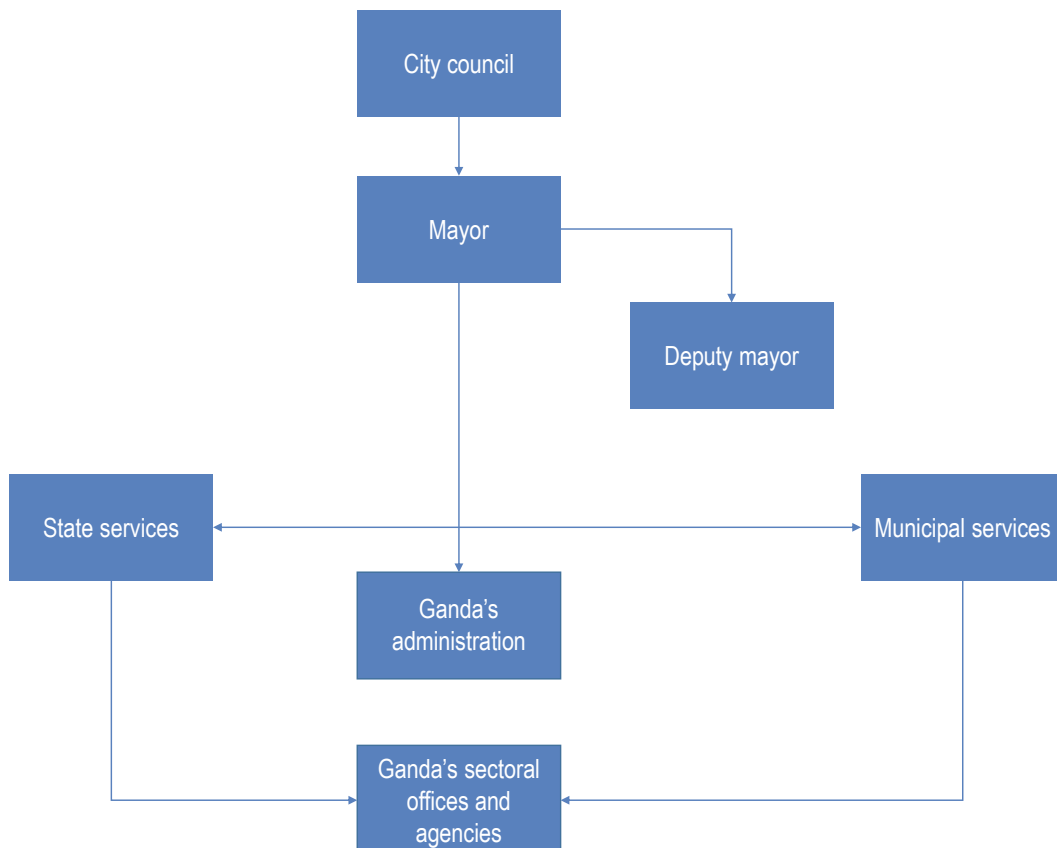 City council
Mayor
Deputy mayor
State services
Municipal services
Ganda’s
administration
Ganda’s sectoral
offices and
agencies